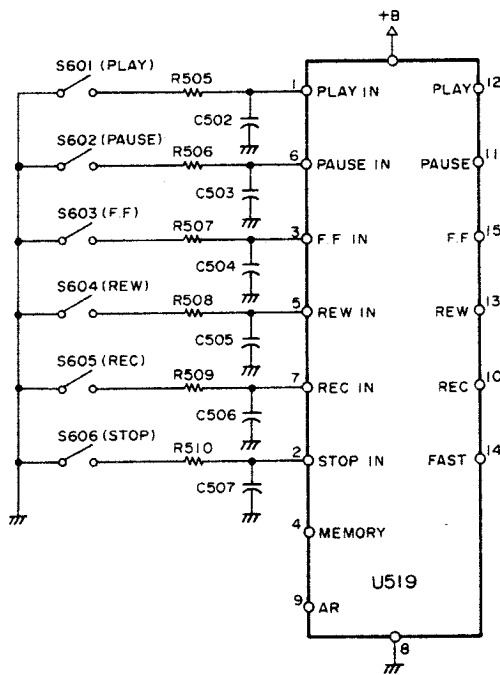 +B
S601 (PLAY)
R505
1
PLAY IN
PLAY
12
C502
S602 (PAUSE)
R506
6
PAUSE IN
PAUSE
11
C503
S603 (F.F)
R507
3
F.F IN
F.F
15
C504
S604 (REW)
R508
5
REW IN
REW
13
C505
S605 (REC)
R509
7
REC IN
REC
10
C506
S606 (STOP)
R510
2
STOP IN
FAST
14
C507
4
MEMORY
U519
9
AR
8